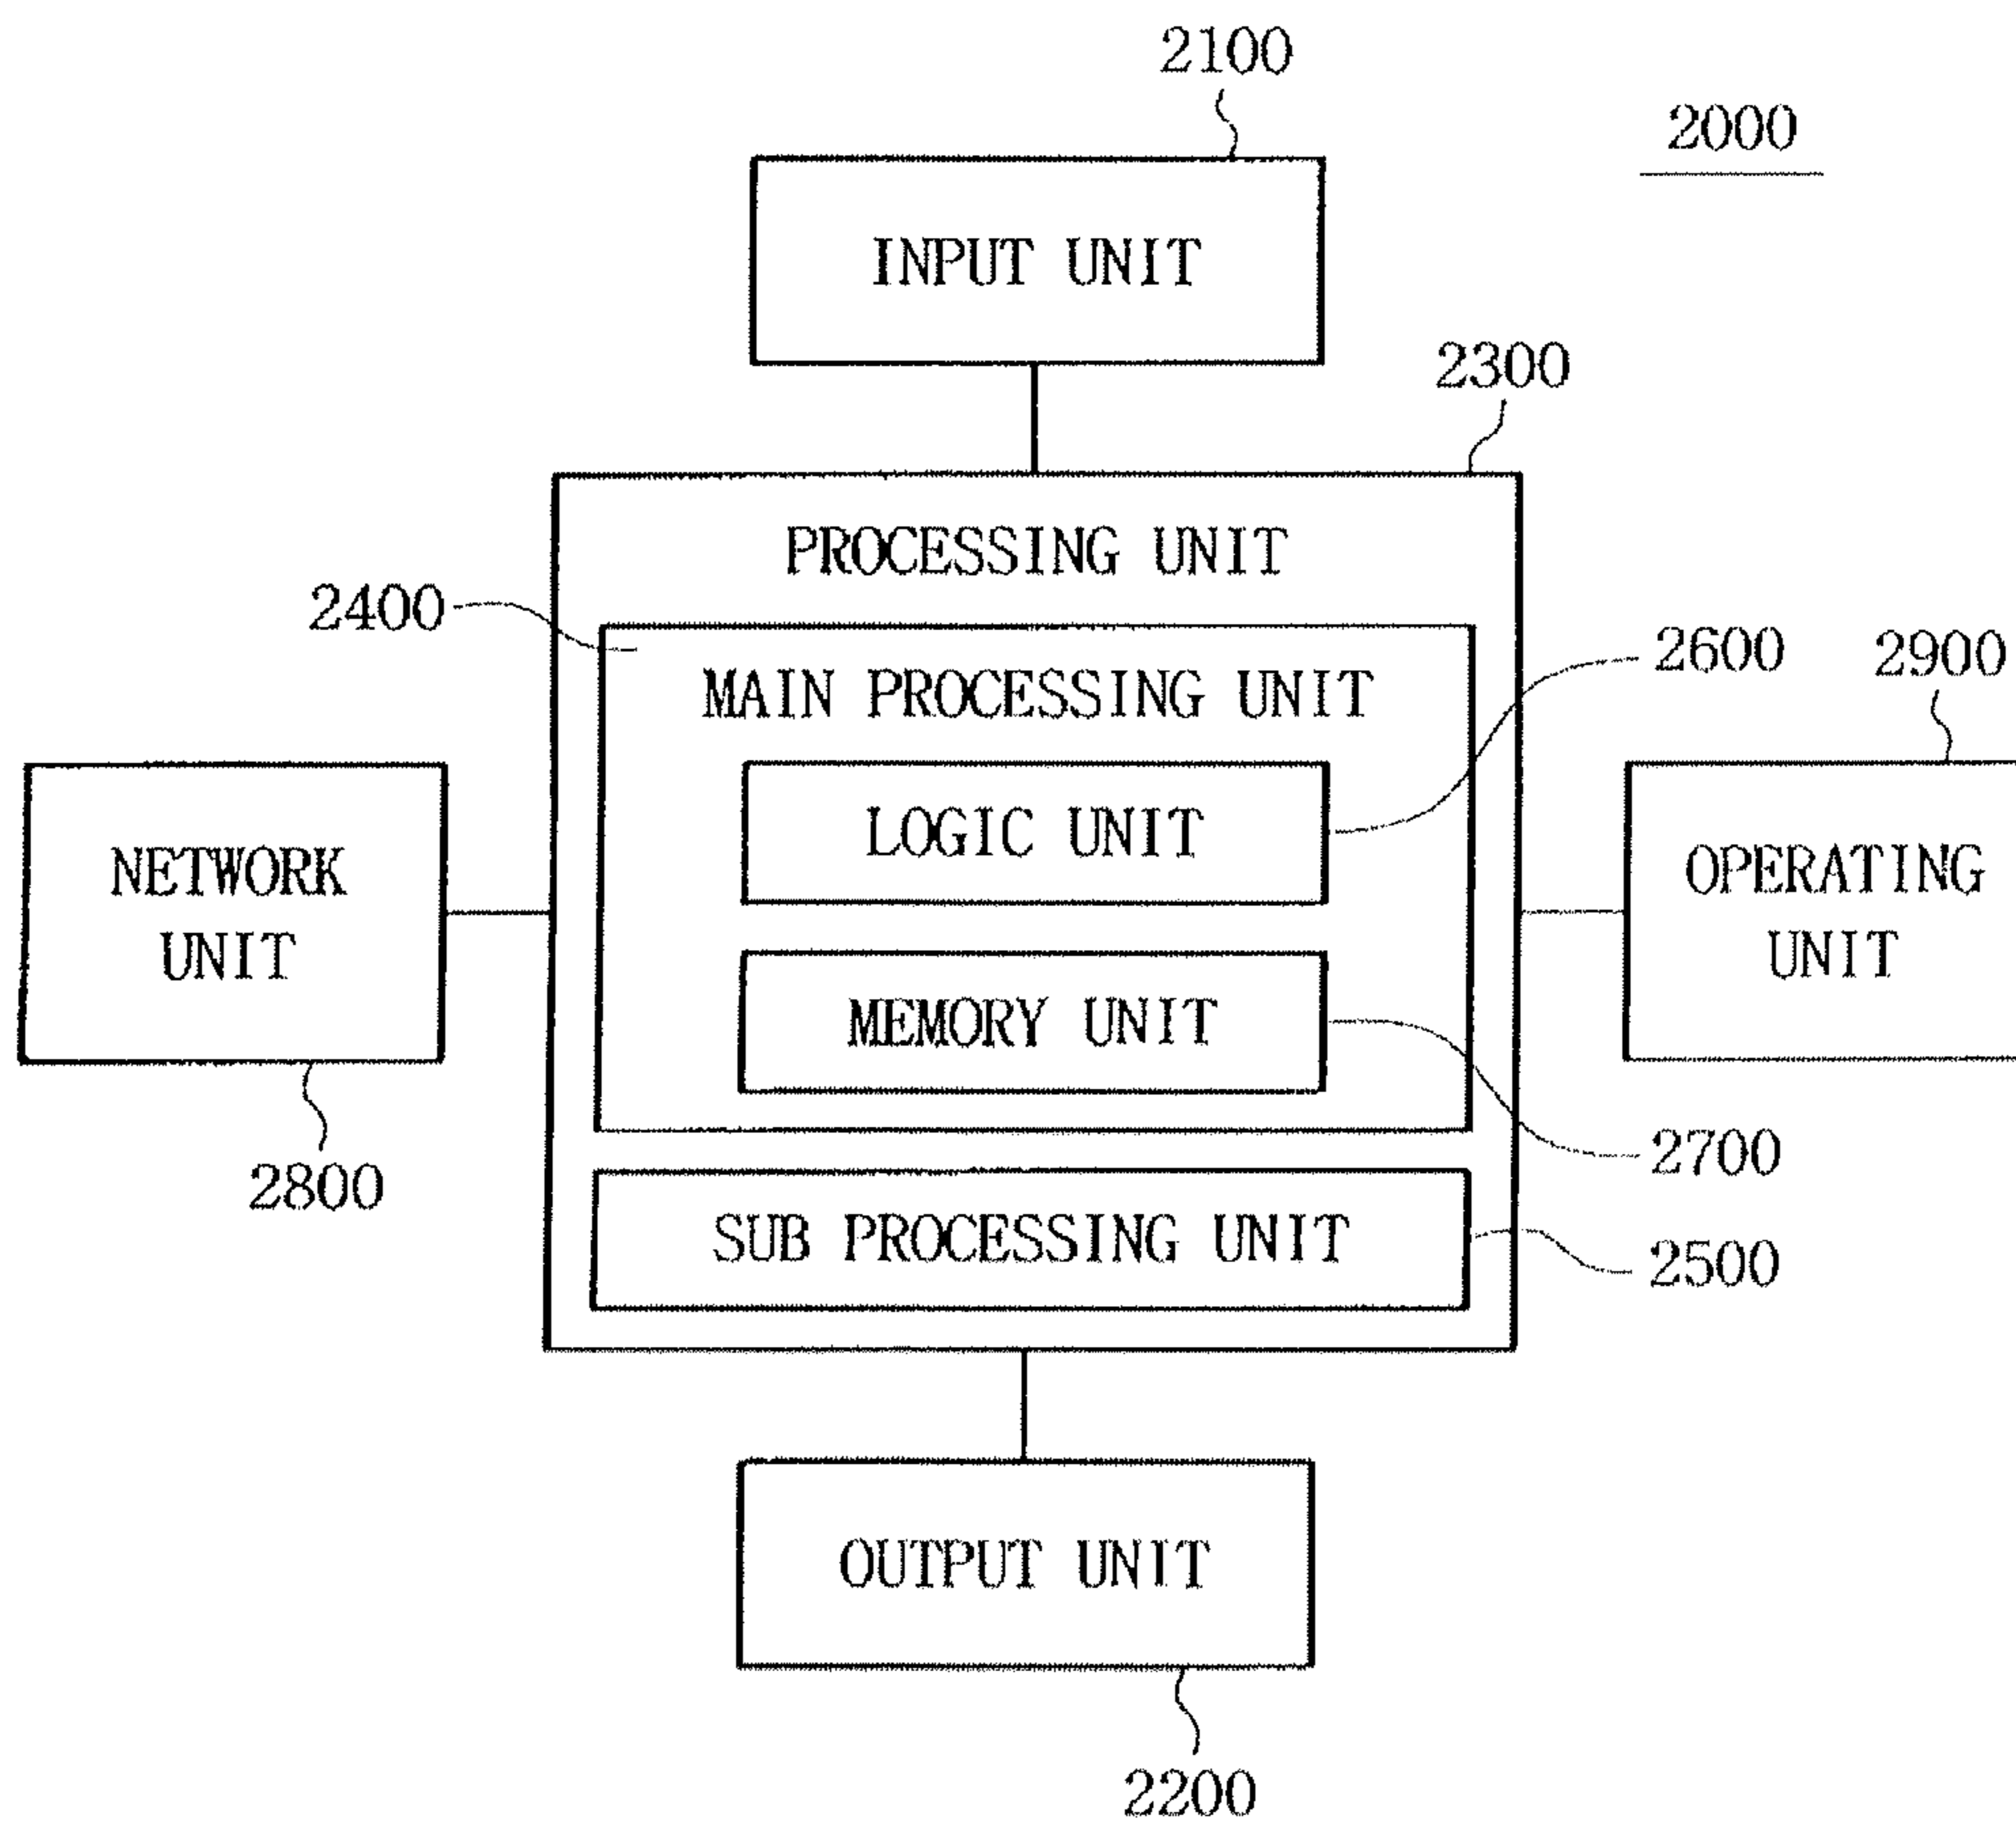 2100
2000
INPUT UNIT
2300
PROCESSING UNIT
2400
MAIN PROCESSING UNIT
2600
2900
LOGIC UNIT
NETWORK
UNIT
OPERATING
UNIT
MEMORY UNIT
2700
2800
SUB PROCESSING UNIT
2500
OUTPUT UNIT
2200